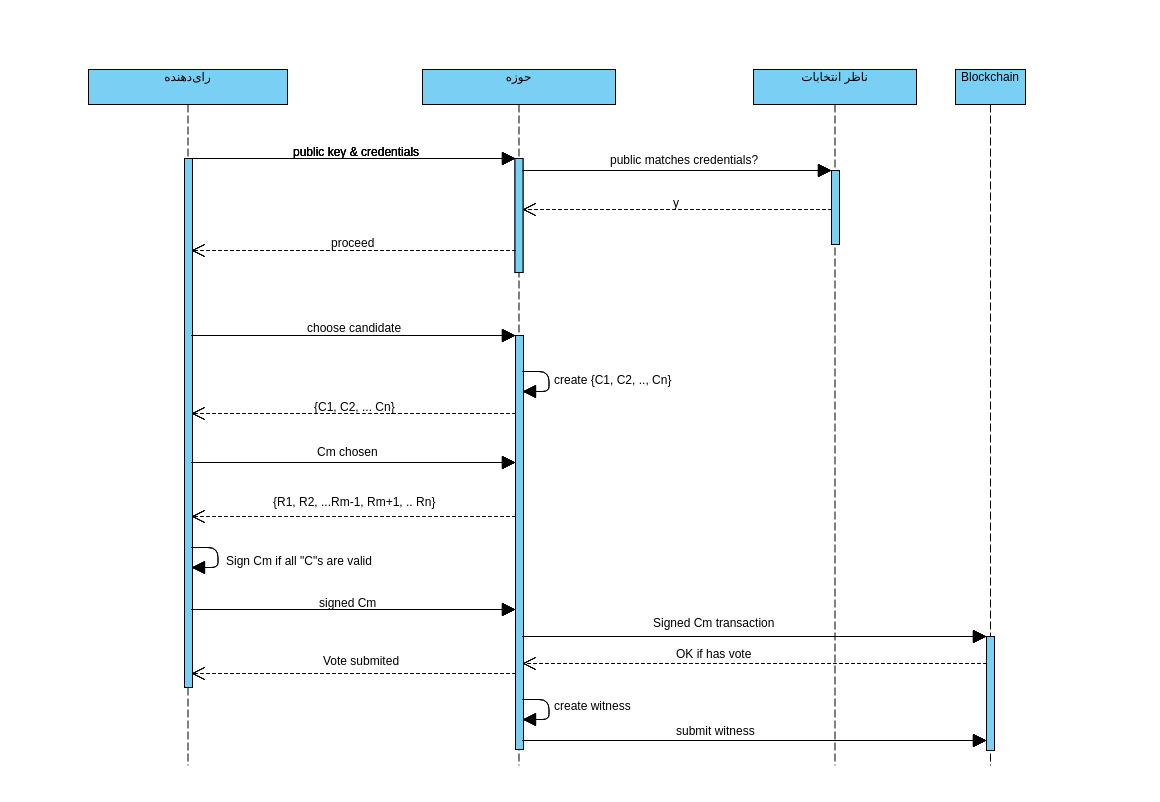 رای‌دهنده
حوزه
ناظر انتخابات
Blockchain
public key & credentials
public matches credentials?
y
proceed
choose candidate
create {C1, C2, .., Cn}
{C1, C2, ... Cn}
Cm chosen
{R1, R2, ...Rm-1, Rm+1, .. Rn}
Sign Cm if all "C"s are valid
signed Cm
Signed Cm transaction
OK if has vote
Vote submited
create witness
submit witness